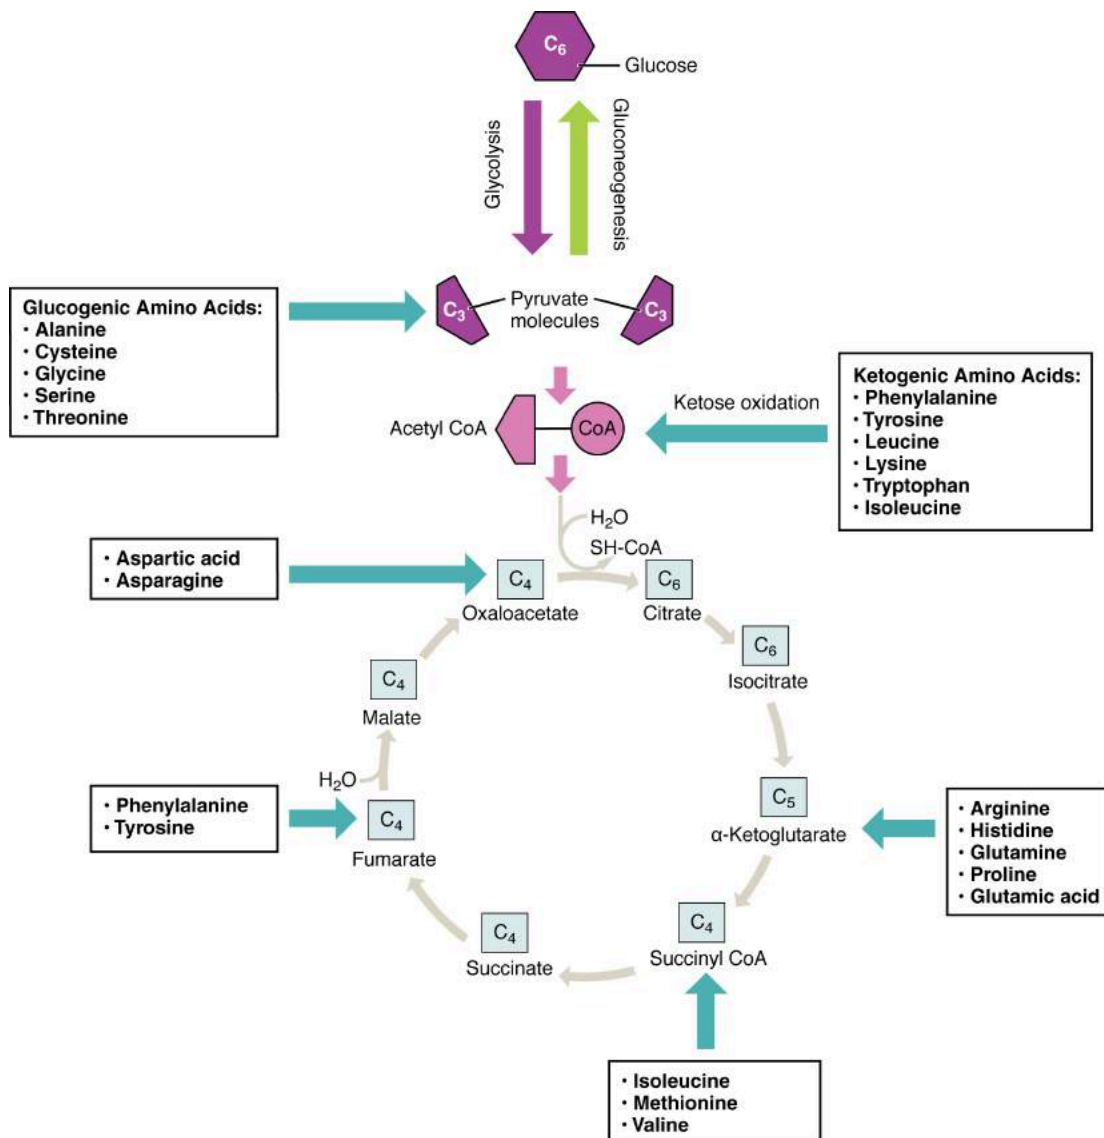 C₆
Glucose
Glycolysis
Gluconeogenesis
Glucogenic Amino Acids:
· Alanine
· Cysteine
· Glycine
· Serine
· Threonine
C₃
Pyruvate
molecules
C₃
Ketogenic Amino Acids:
· Phenylalanine
· Tyrosine
· Leucine
· Lysine
· Tryptophan
· Isoleucine
Ketose oxidation
Acetyl CoA
CoA
H₂O
SH-CoA
· Aspartic acid
· Asparagine
C₄
Oxaloacetate
C₆
Citrate
C₆
Isocitrate
C₄
Malate
H₂O
· Phenylalanine
· Tyrosine
C₄
Fumarate
C₅
α-Ketoglutarate
· Arginine
· Histidine
· Glutamine
· Proline
· Glutamic acid
C₄
Succinate
C₄
Succinyl CoA
· Isoleucine
· Methionine
· Valine